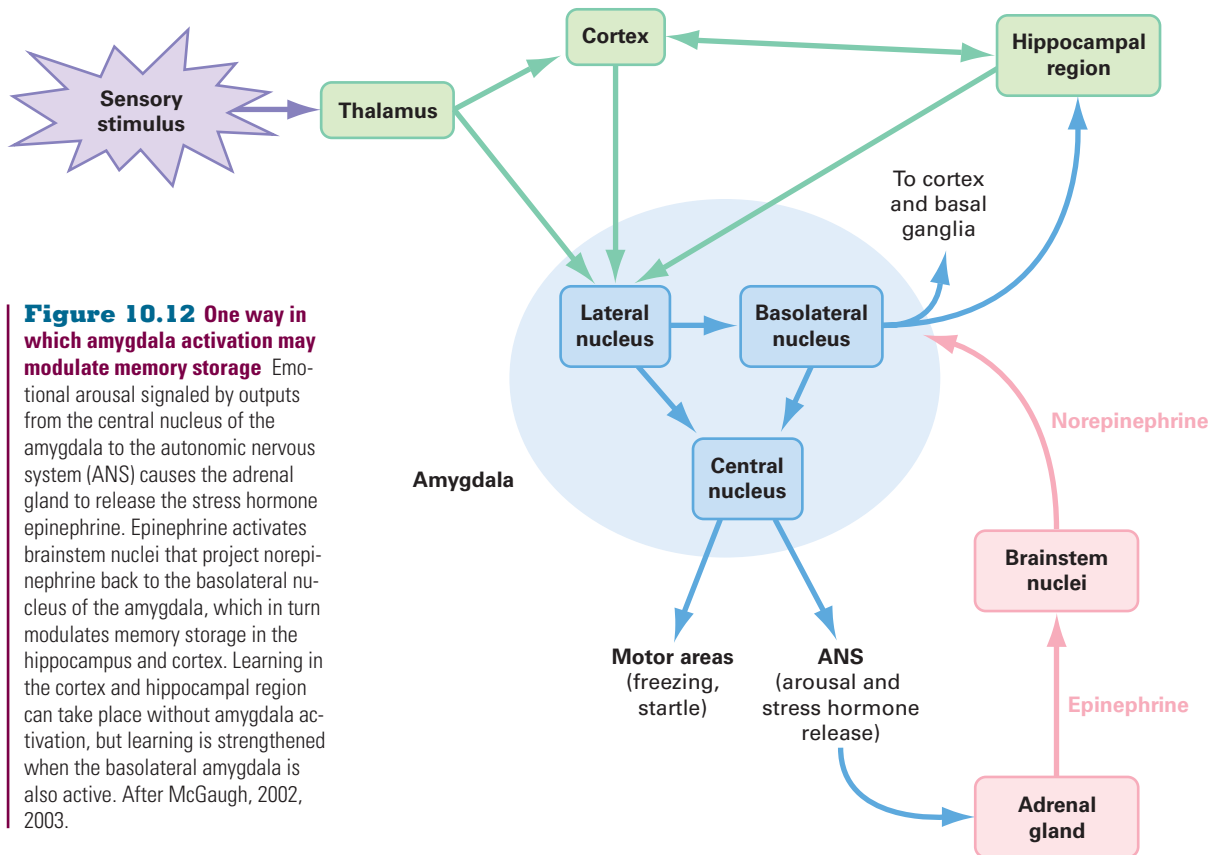 Sensory
stimulus
Thalamus
Cortex
Hippocampal
region
To cortex
and basal
ganglia
Lateral
nucleus
Basolateral
nucleus
Central
nucleus
Amygdala
Motor areas
(freezing,
startle)
ANS
(arousal and
stress hormone
release)
Norepinephrine
Brainstem
nuclei
Epinephrine
Adrenal
gland
Figure 10.12 One way in
which amygdala activation may
modulate memory storage Emo-
tional arousal signaled by outputs
from the central nucleus of the
amygdala to the autonomic nervous
system (ANS) causes the adrenal
gland to release the stress hormone
epinephrine. Epinephrine activates
brainstem nuclei that project norepi-
nephrine back to the basolateral nu-
cleus of the amygdala, which in turn
modulates memory storage in the
hippocampus and cortex. Learning in
the cortex and hippocampal region
can take place without amygdala ac-
tivation, but learning is strengthened
when the basolateral amygdala is
also active. After McGaugh, 2002,
2003.